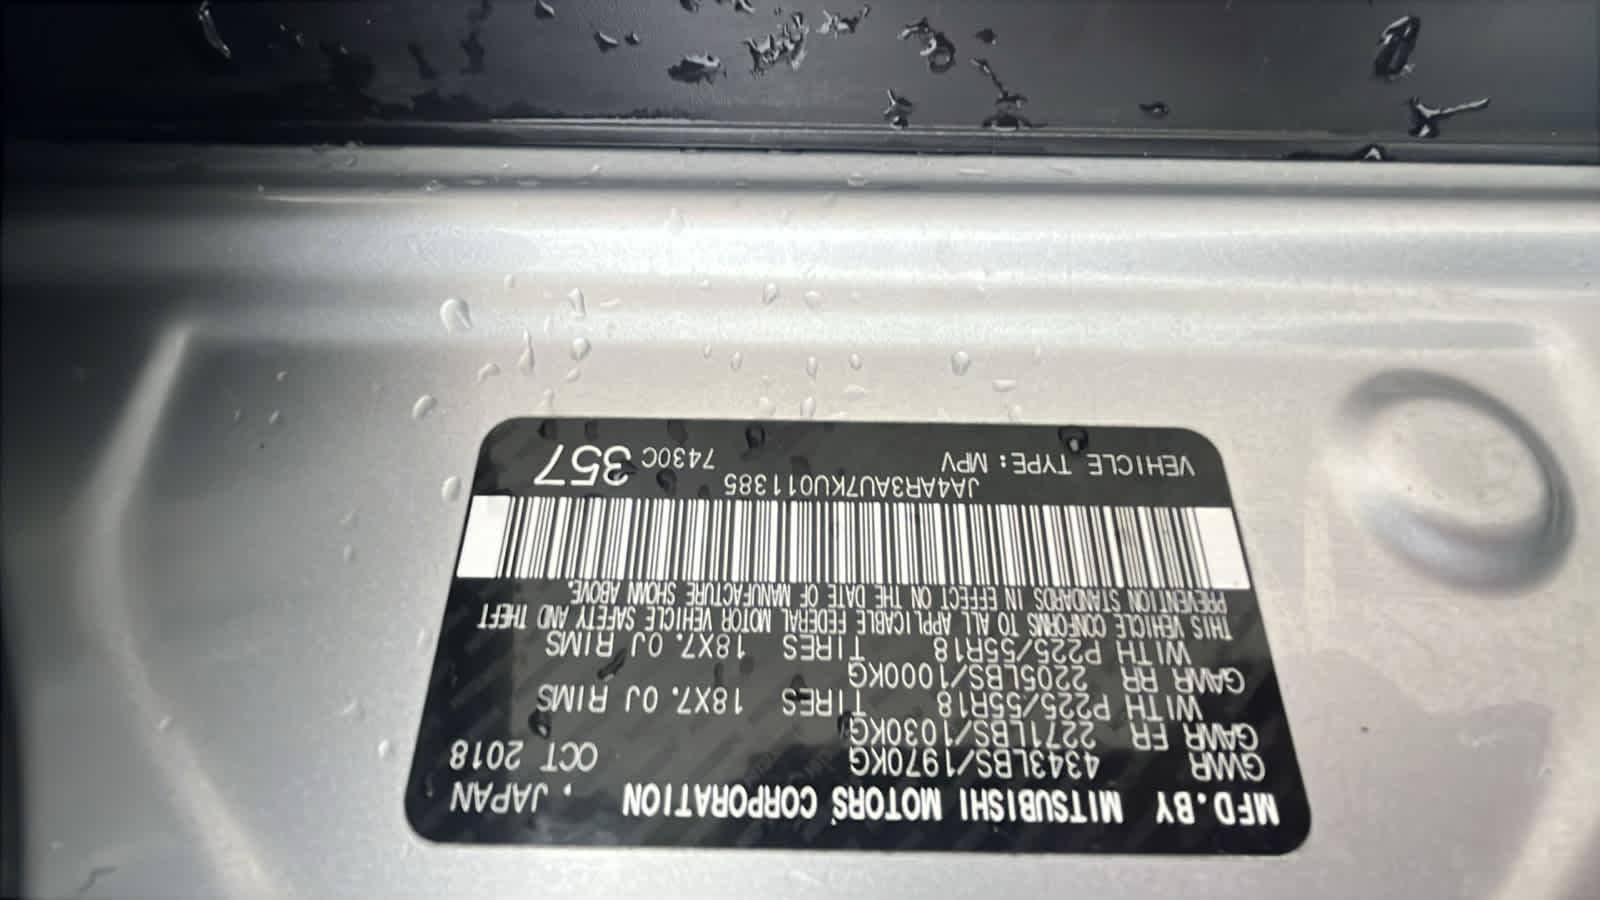 MFD.BY MITSUBISHI MOTORS CORPORATION , JAPAN
GVWR 4343LBS/1970KG OCT 2018
GAWR FR 2271LBS/1030KG
WITH P225/55R18 TIRES 18X7.0J RIMS
GAWR RR 2205LBS/1000KG
WITH P225/55R18 TIRES 18X7.0J RIMS
THIS VEHICLE CONFORMS TO ALL APPLICABLE FEDERAL MOTOR VEHICLE SAFETY AND THEFT
PREVENTION STANDARDS IN EFFECT ON THE DATE OF MANUFACTURE SHOWN ABOVE.
JA4AR3AU7KU011385
VEHICLE TYPE: MPV 7430C 357